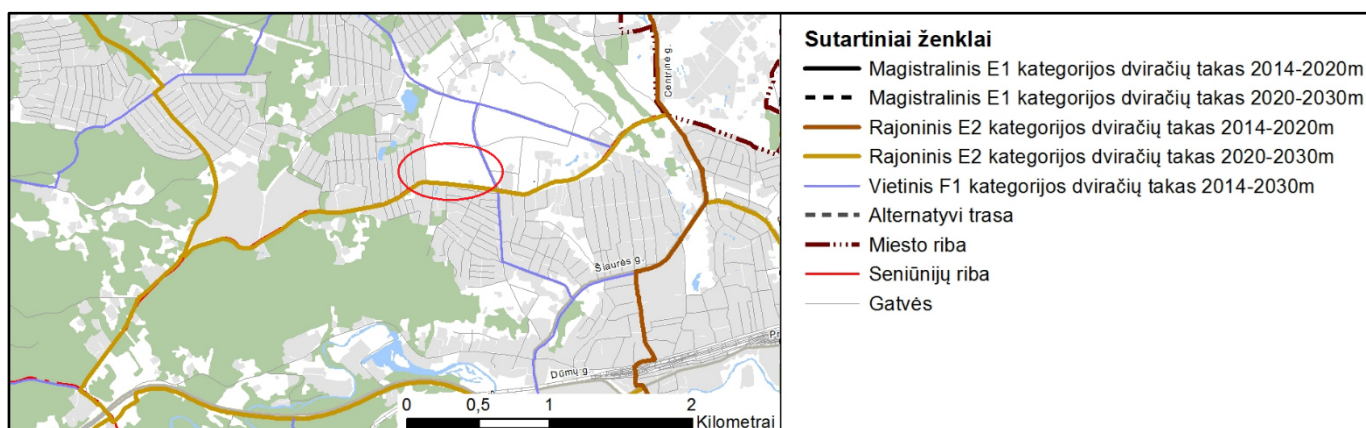 Centrinė g.
Šiaurės g.
Dūmų g.
0 0,5 1 2
Kilometrai
Sutartiniai ženklai
Magistralinis E1 kategorijos dviračių takas 2014-2020m
Magistralinis E1 kategorijos dviračių takas 2020-2030m
Rajoninis E2 kategorijos dviračių takas 2014-2020m
Rajoninis E2 kategorijos dviračių takas 2020-2030m
Vietinis F1 kategorijos dviračių takas 2014-2030m
Alternatyvi trasa
Miesto riba
Seniūnijų riba
Gatvės